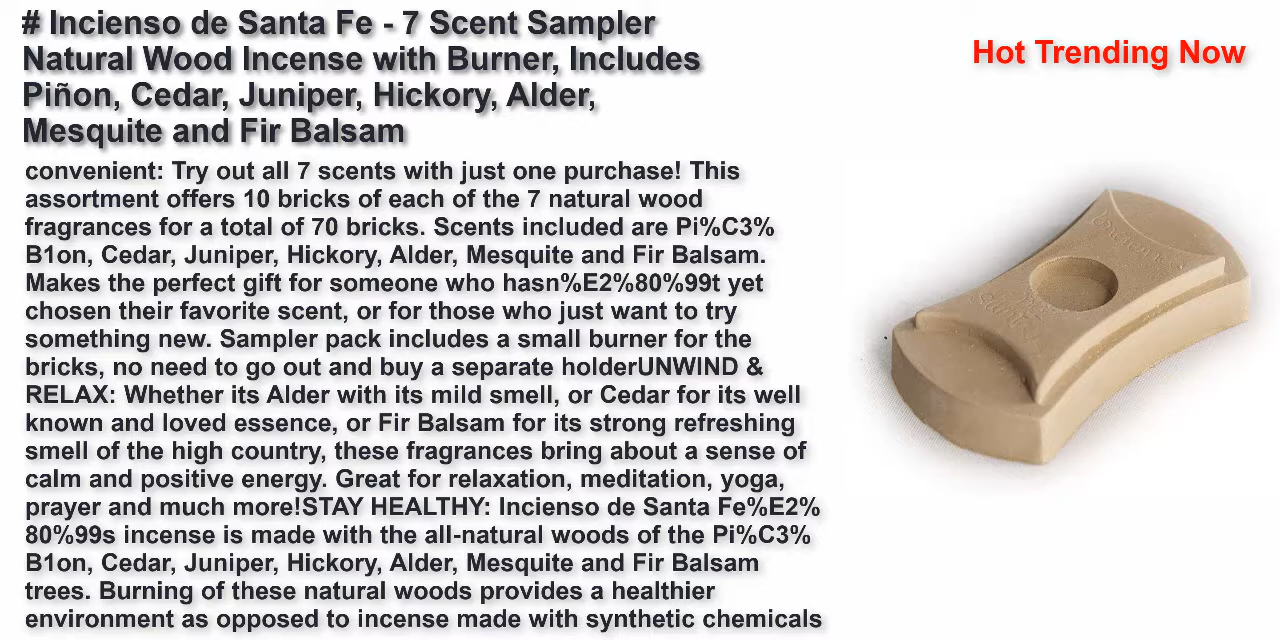 # Incienso de Santa Fe - 7 Scent Sampler
Natural Wood Incense with Burner, Includes
Piñon, Cedar, Juniper, Hickory, Alder,
Mesquite and Fir Balsam
Hot Trending Now
convenient: Try out all 7 scents with just one purchase! This
assortment offers 10 bricks of each of the 7 natural wood
fragrances for a total of 70 bricks. Scents included are Pi%C3%
B1on, Cedar, Juniper, Hickory, Alder, Mesquite and Fir Balsam.
Makes the perfect gift for someone who hasn%E2%80%99t yet
chosen their favorite scent, or for those who just want to try
something new. Sampler pack includes a small burner for the
bricks, no need to go out and buy a separate holderUNWIND &
RELAX: Whether its Alder with its mild smell, or Cedar for its well
known and loved essence, or Fir Balsam for its strong refreshing
smell of the high country, these fragrances bring about a sense of
calm and positive energy. Great for relaxation, meditation, yoga,
prayer and much more!STAY HEALTHY: Incienso de Santa Fe%E2%
80%99s incense is made with the all-natural woods of the Pi%C3%
B1on, Cedar, Juniper, Hickory, Alder, Mesquite and Fir Balsam
trees. Burning of these natural woods provides a healthier
environment as opposed to incense made with synthetic chemicals